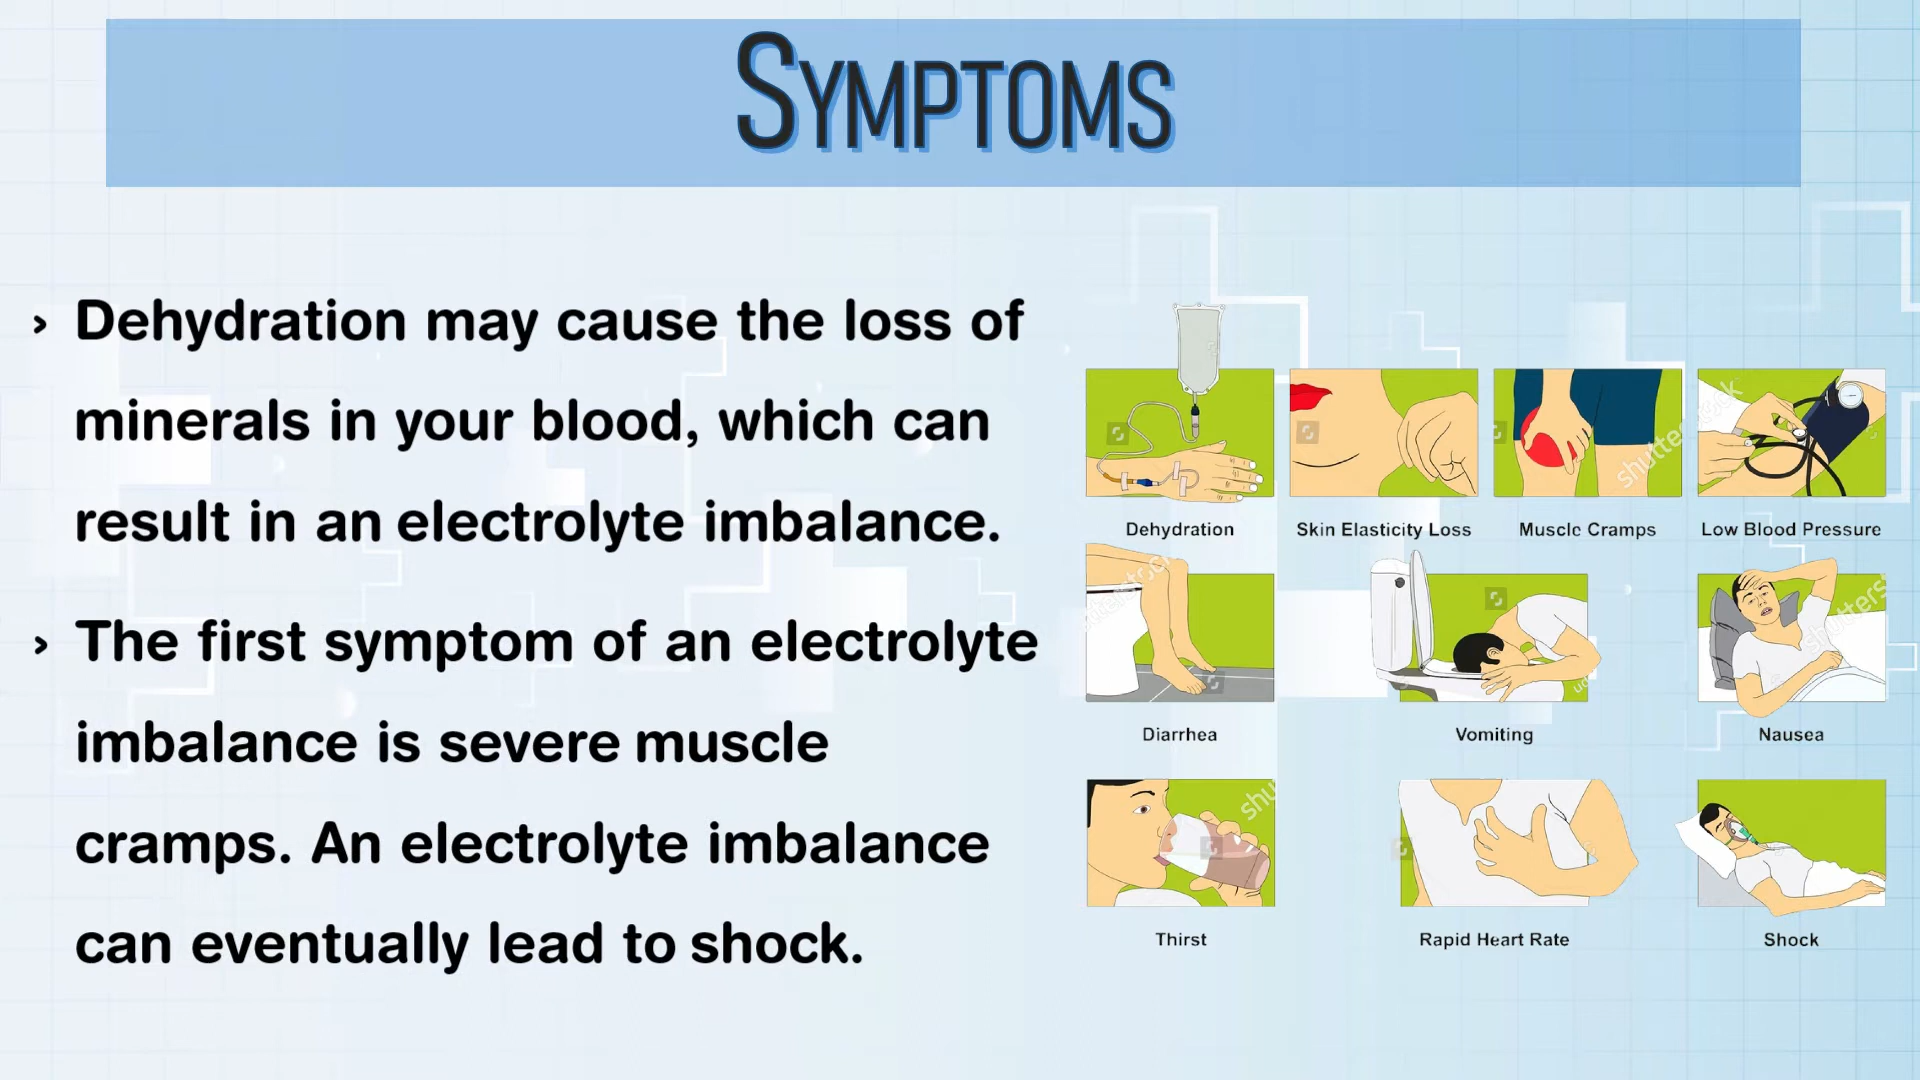 SYMPTOMS
› Dehydration may cause the loss of
minerals in your blood, which can
result in an electrolyte imbalance.
› The first symptom of an electrolyte
imbalance is severe muscle
cramps. An electrolyte imbalance
can eventually lead to shock.
Dehydration
Skin Elasticity Loss
Muscle Cramps
Low Blood Pressure
Diarrhea
Vomiting
Nausea
Thirst
Rapid Heart Rate
Shock